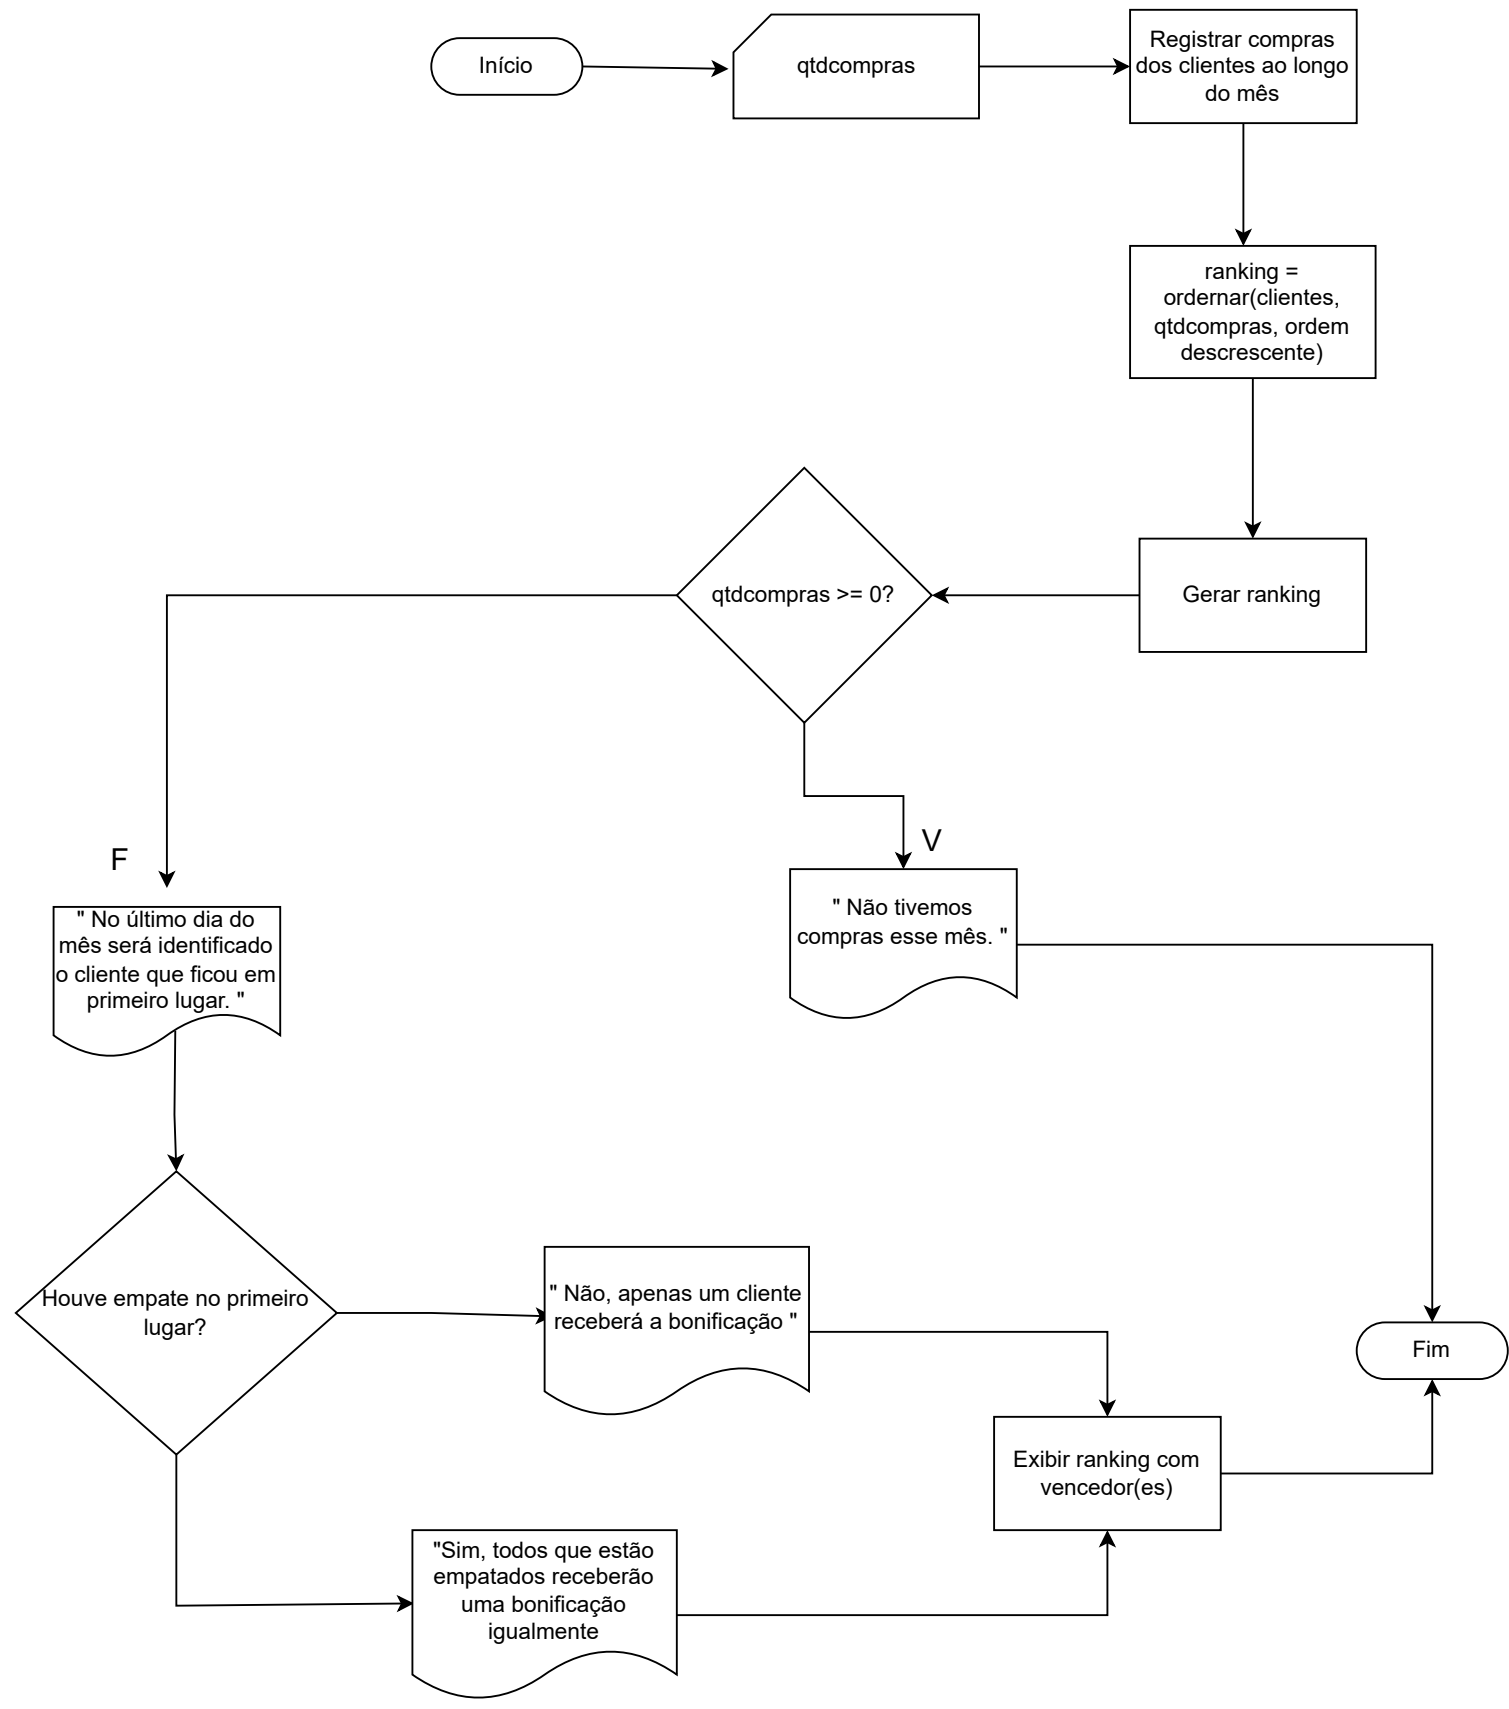 Início
qtdcompras
Registrar compras
dos clientes ao longo
do mês
ranking =
ordernar(clientes,
qtdcompras, ordem
descrescente)
Gerar ranking
qtdcompras >= 0?
F
V
" No último dia do
mês será identificado
o cliente que ficou em
primeiro lugar. "
" Não tivemos
compras esse mês. "
Houve empate no primeiro
lugar?
" Não, apenas um cliente
receberá a bonificação "
Fim
Exibir ranking com
vencedor(es)
"Sim, todos que estão
empatados receberão
uma bonificação
igualmente